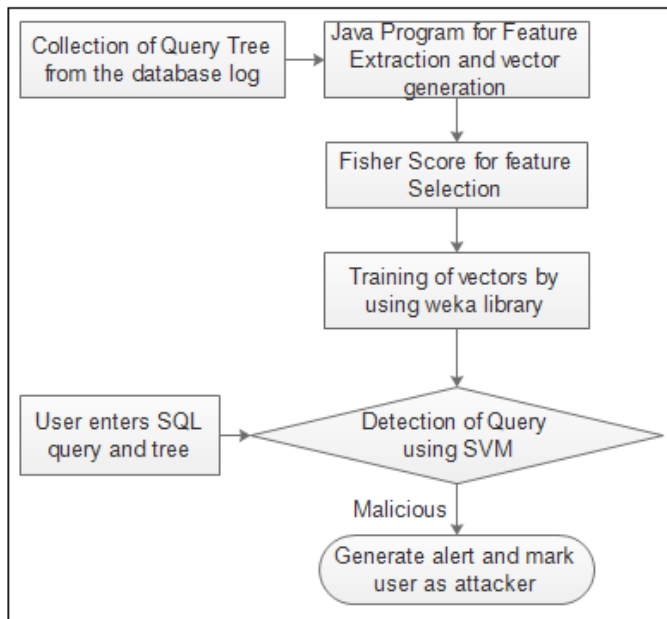 Collection of Query Tree
from the database log
Java Program for Feature
Extraction and vector
generation
Fisher Score for feature
Selection
Training of vectors by
using weka library
User enters SQL
query and tree
Detection of Query
using SVM
Malicious
Generate alert and mark
user as attacker